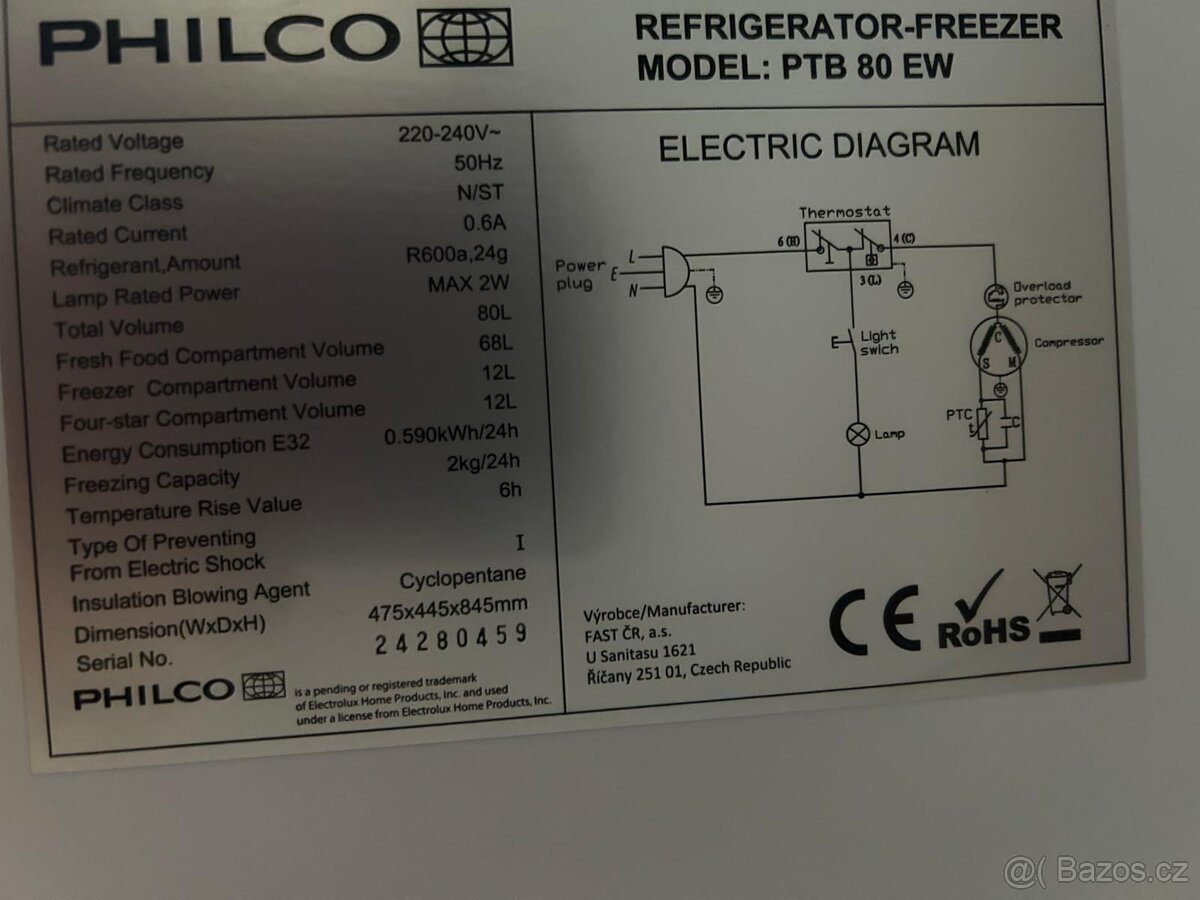 PHILCO
REFRIGERATOR-FREEZER
MODEL: PTB 80 EW
Rated Voltage 220-240V~
Rated Frequency 50Hz
Climate Class N/ST
Rated Current 0.6A
Refrigerant,Amount R600a,24g
Lamp Rated Power MAX 2W
Total Volume 80L
Fresh Food Compartment Volume 68L
Freezer Compartment Volume 12L
Four-star Compartment Volume 12L
Energy Consumption E32 0.590kWh/24h
Freezing Capacity 2kg/24h
Temperature Rise Value 6h
Type Of Preventing
From Electric Shock I
Insulation Blowing Agent Cyclopentane
Dimension(WxDxH) 475x445x845mm
Serial No. 24280459
PHILCO is a pending or registered trademark
of Electrolux Home Products, Inc. and used
under a license from Electrolux Home Products, Inc.
ELECTRIC DIAGRAM
Thermostat
6(H)
4(C)
3(L)
Power
plug
L
E
N
Overload
protector
Light
swich
Compressor
C
S
M
PTC
t
C
Lamp
Výrobce/Manufacturer:
FAST ČR, a.s.
U Sanitasu 1621
Říčany 251 01, Czech Republic
CE
RoHS
@( Bazos.cz